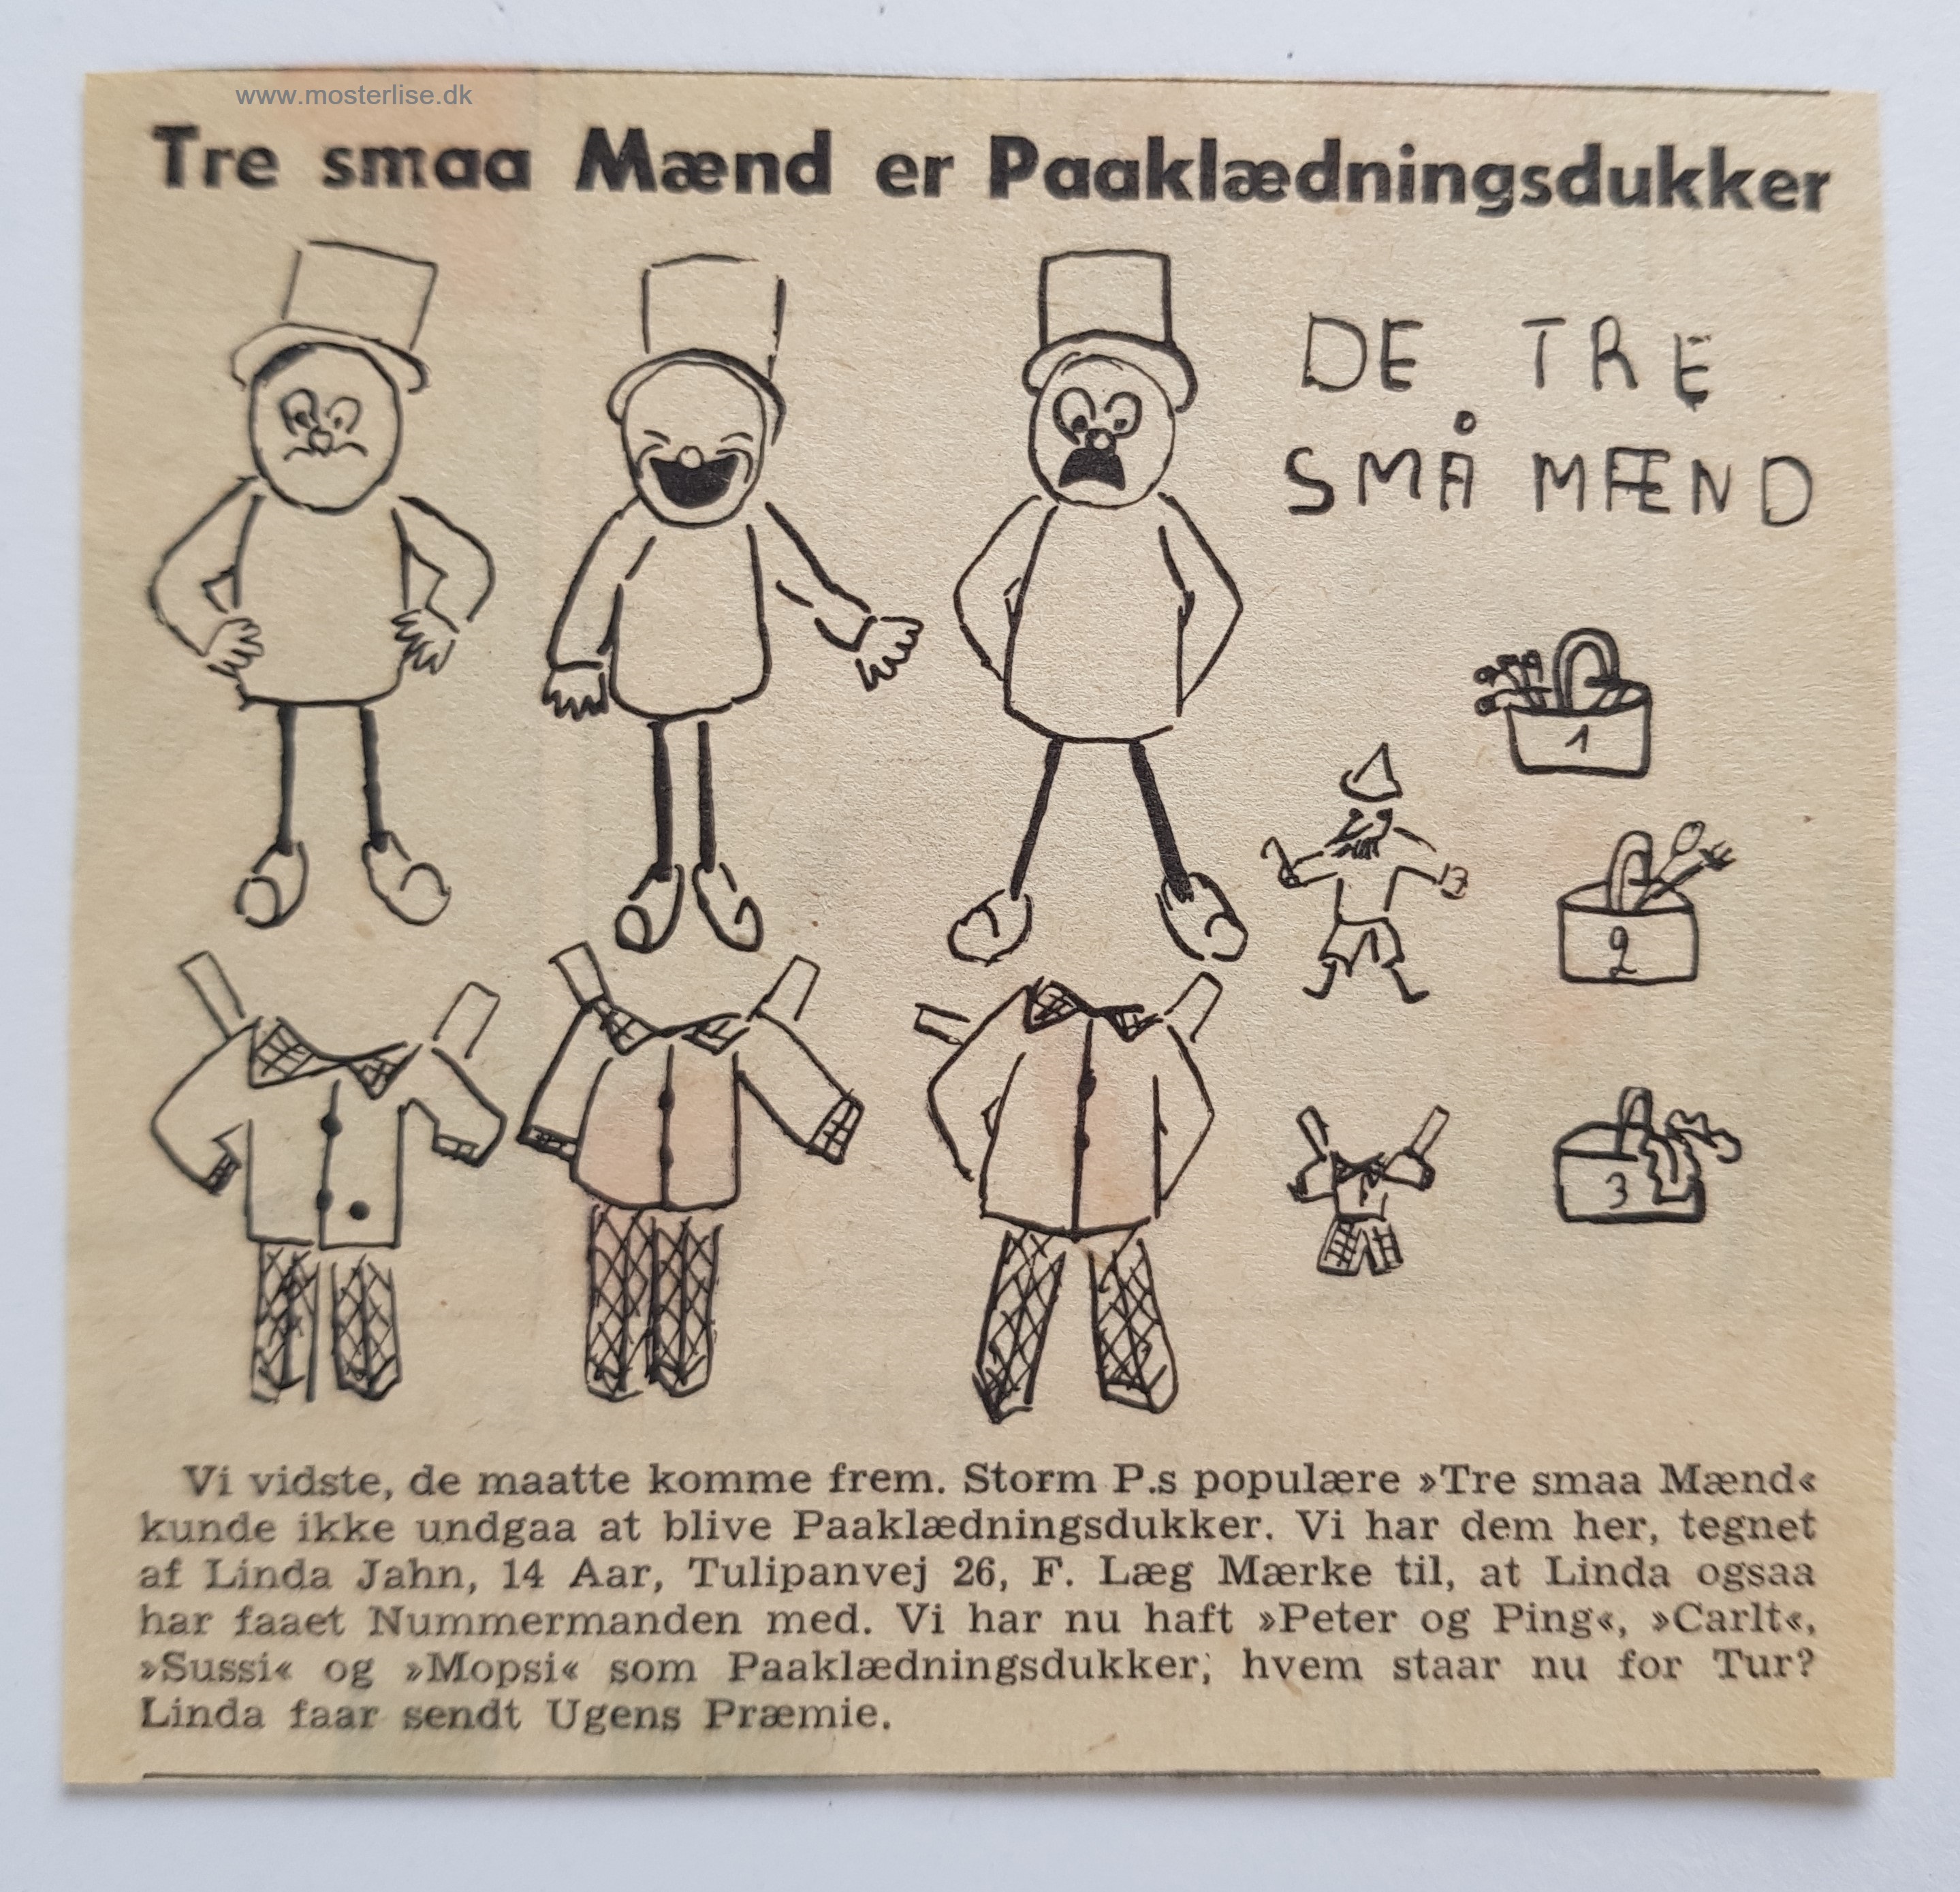 www.mosterlise.dk
Tre smaa Mænd er Paaklædningsdukker
DE TRE
SMÅ MÆND
1
2
3
Vi vidste, de maatte komme frem. Storm P.s populære »Tre smaa Mænd«
kunde ikke undgaa at blive Paaklædningsdukker. Vi har dem her, tegnet
af Linda Jahn, 14 Aar, Tulipanvej 26, F. Læg Mærke til, at Linda ogsaa
har faaet Nummermanden med. Vi har nu haft »Peter og Ping«, »Carlt«,
»Sussi« og »Mopsi« som Paaklædningsdukker, hvem staar nu for Tur?
Linda faar sendt Ugens Præmie.